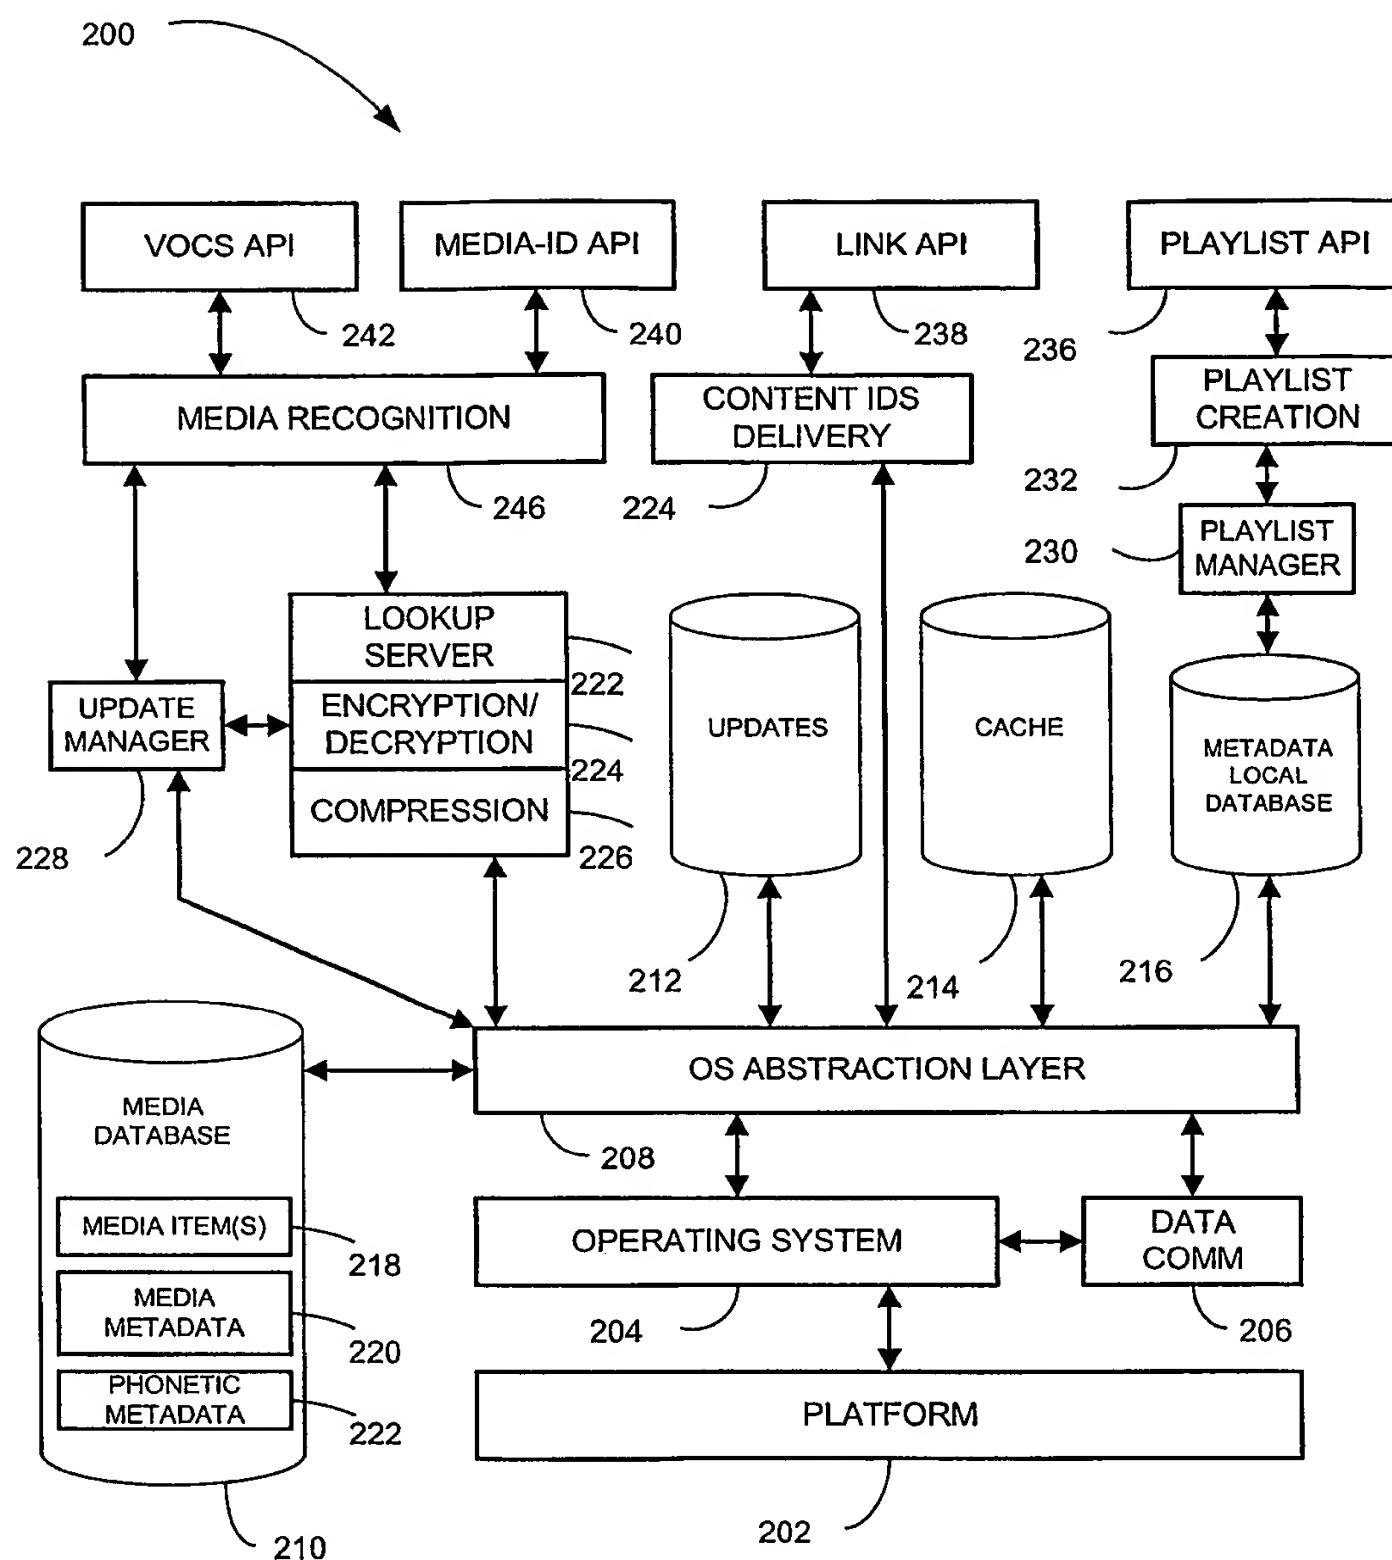 200
VOCS API
MEDIA-ID API
LINK API
PLAYLIST API
242
240
238
236
MEDIA RECOGNITION
CONTENT IDS
DELIVERY
PLAYLIST
CREATION
246
224
232
PLAYLIST
MANAGER
230
LOOKUP
SERVER
222
UPDATE
MANAGER
ENCRYPTION/
DECRYPTION
224
COMPRESSION
226
228
UPDATES
CACHE
METADATA
LOCAL
DATABASE
212
214
216
OS ABSTRACTION LAYER
208
MEDIA
DATABASE
MEDIA ITEM(S)
218
MEDIA
METADATA
220
PHONETIC
METADATA
222
210
OPERATING SYSTEM
DATA
COMM
204
206
PLATFORM
202